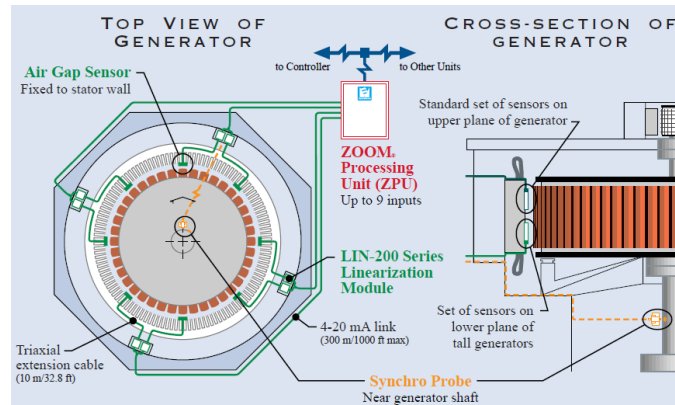 TOP VIEW OF
GENERATOR
CROSS-SECTION OF
GENERATOR
to Controller
to Other Units
Air Gap Sensor
Fixed to stator wall
Standard set of sensors on
upper plane of generator
ZOOM®
Processing
Unit (ZPU)
Up to 9 inputs
LIN-200 Series
Linearization
Module
4-20 mA link
(300 m/1000 ft max)
Triaxial
extension cable
(10 m/32.8 ft)
Set of sensors on
lower plane of
tall generators
Synchro Probe
Near generator shaft